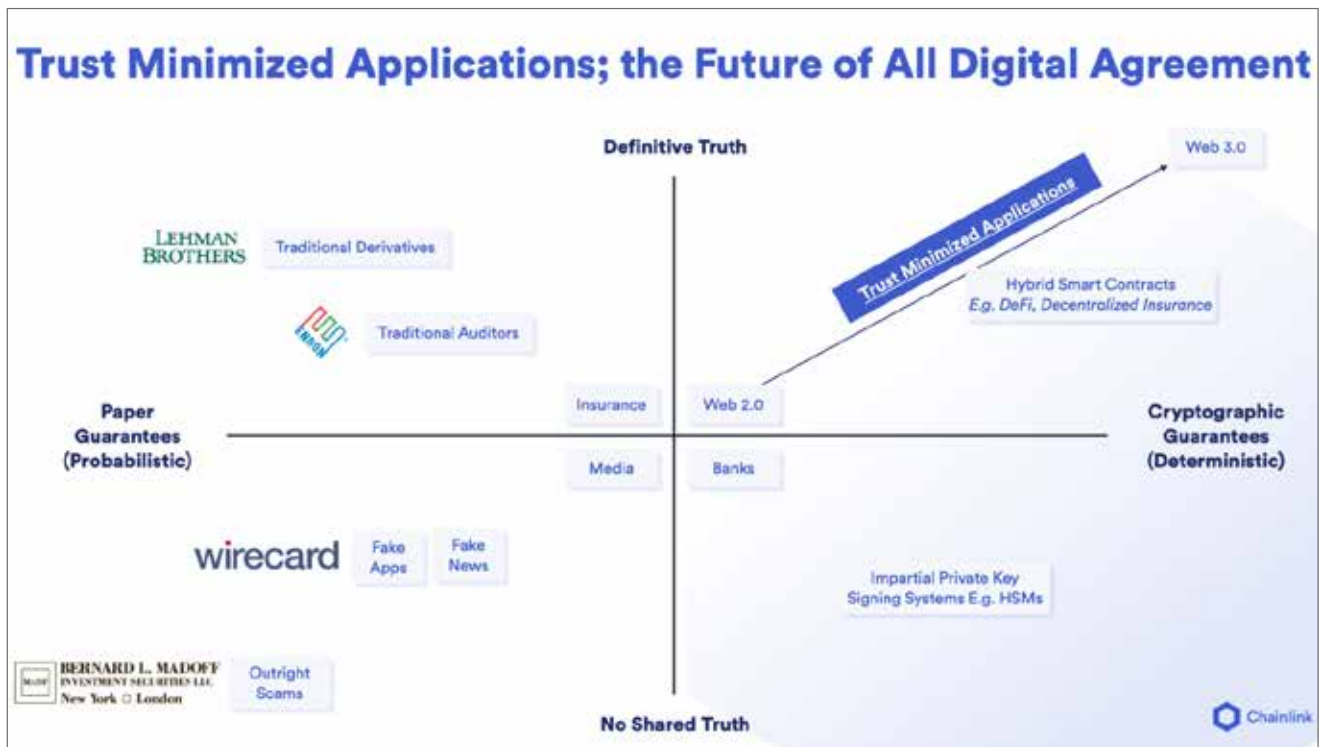 Trust Minimized Applications; the Future of All Digital Agreement
Definitive Truth
Web 3.0
Trust Minimized Applications
LEHMAN
BROTHERS
Traditional Derivatives
Hybrid Smart Contracts
E.g. DeFi, Decentralized Insurance
ENRON
Traditional Auditors
Insurance
Web 2.0
Paper
Guarantees
(Probabilistic)
Cryptographic
Guarantees
(Deterministic)
Media
Banks
wirecard
Fake
Apps
Fake
News
Impartial Private Key
Signing Systems E.g. HSMs
MADF
BERNARD L. MADOFF
INVESTMENT SECURITIES LLC
New York □ London
Outright
Scams
No Shared Truth
Chainlink